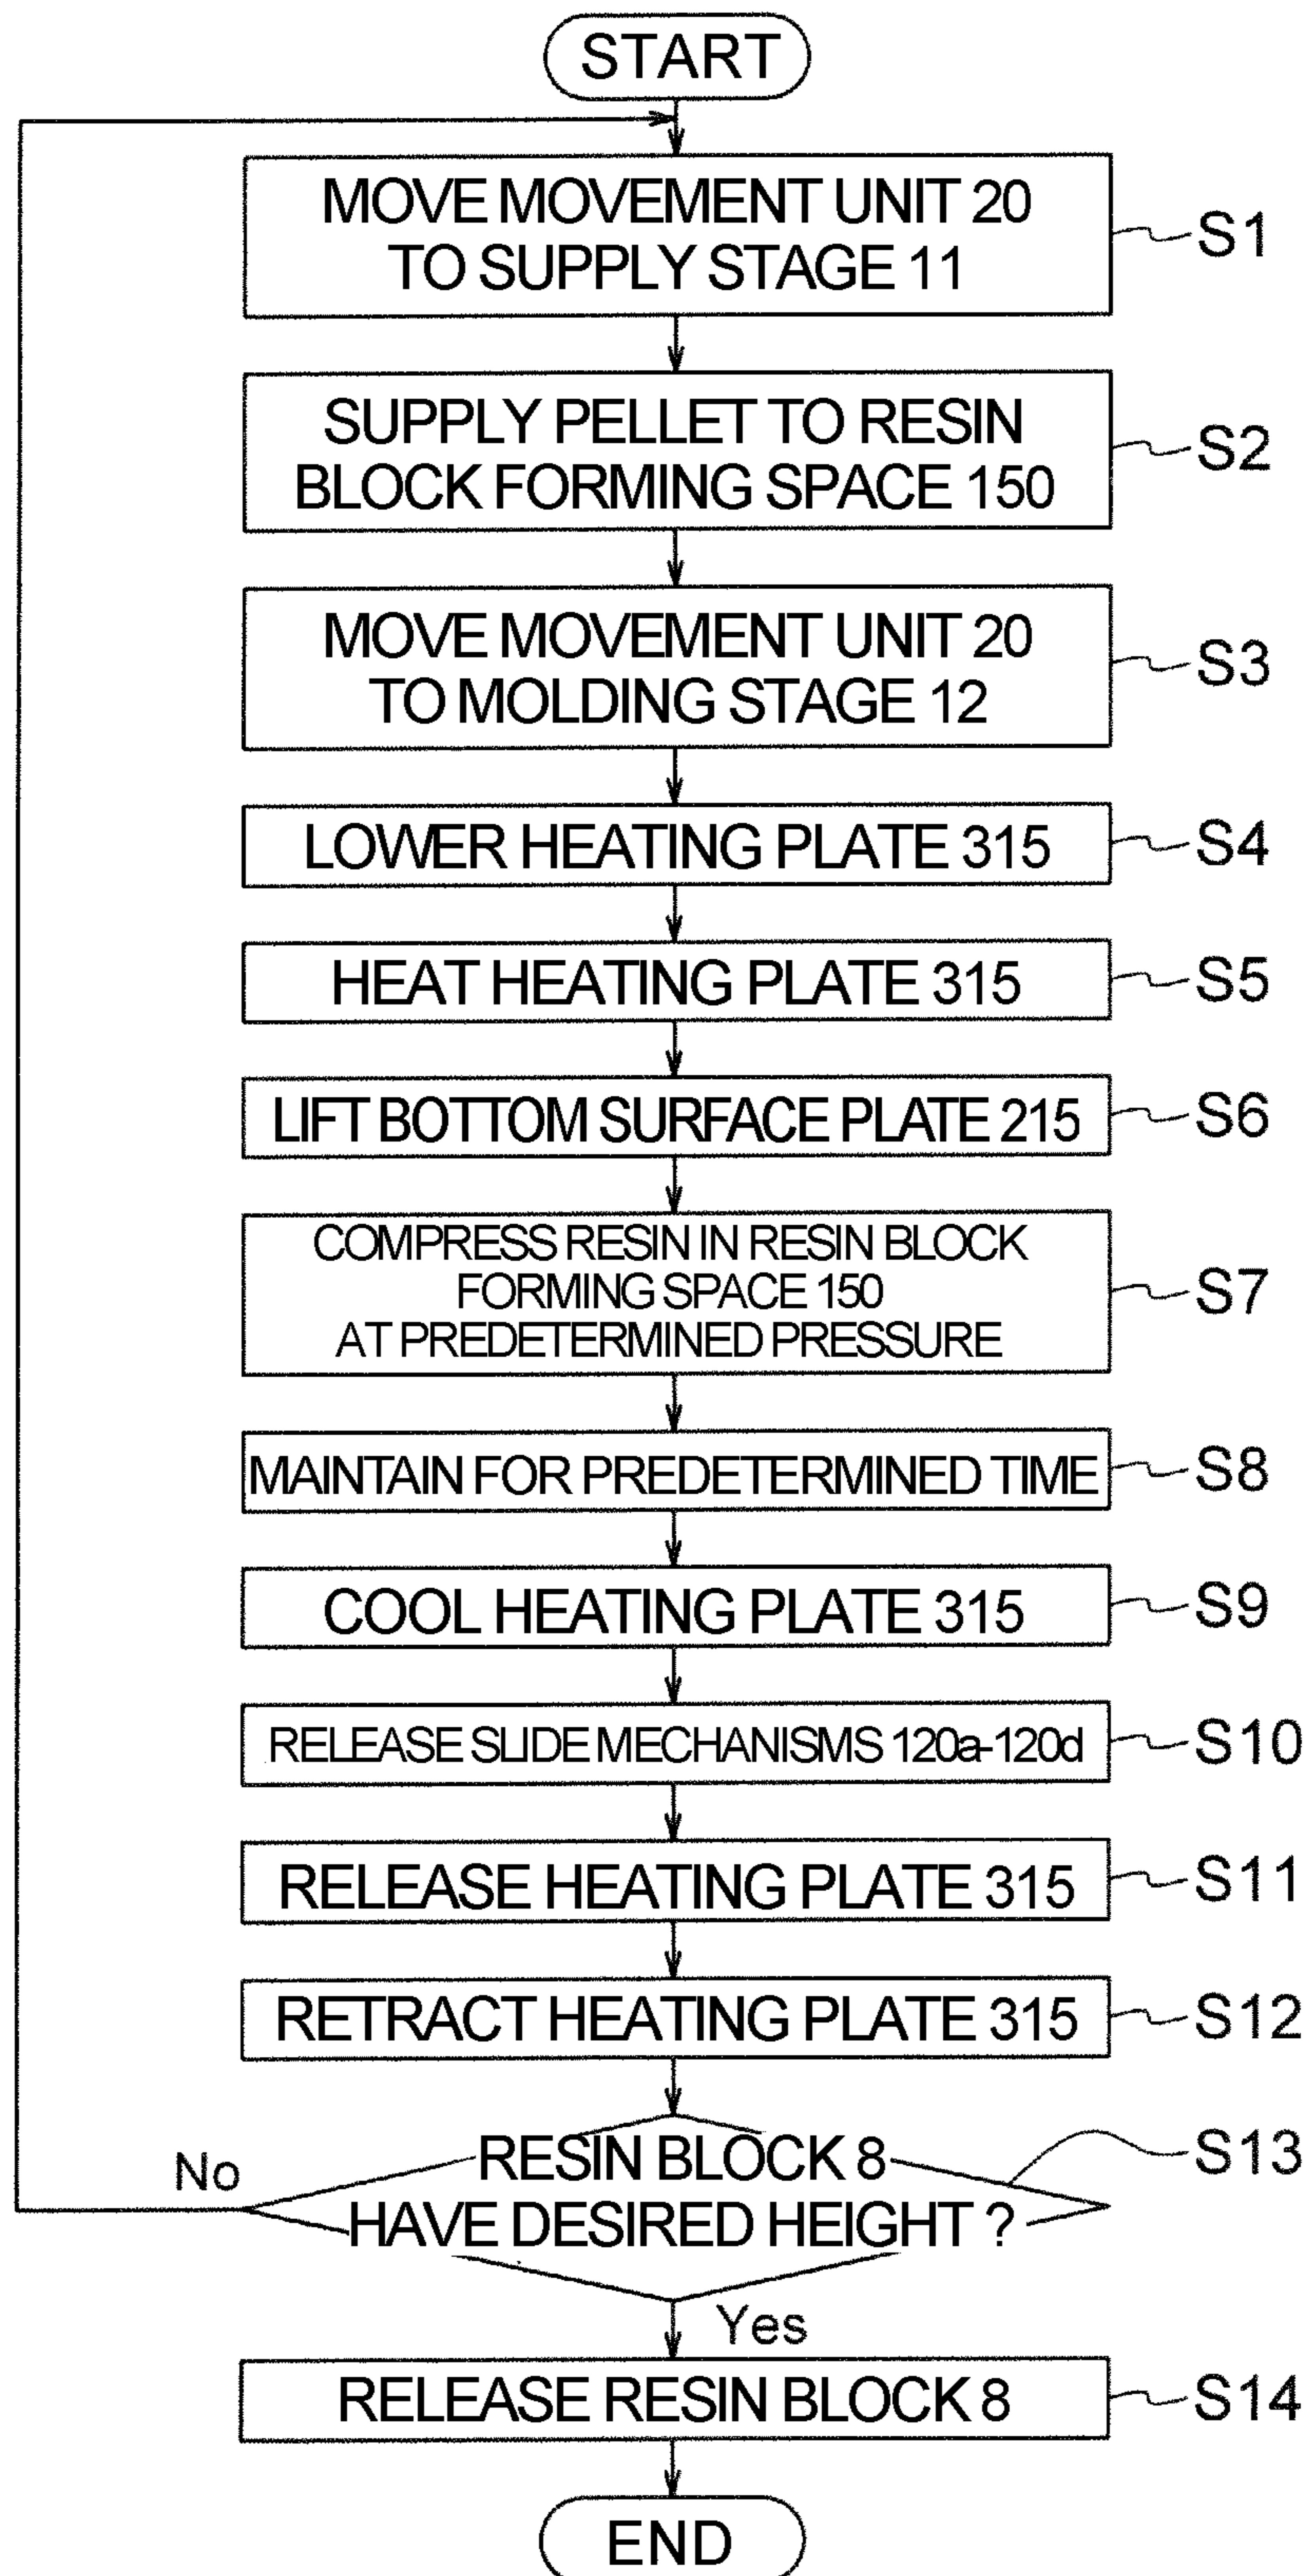 START
MOVE MOVEMENT UNIT 20
TO SUPPLY STAGE 11
S1
SUPPLY PELLET TO RESIN
BLOCK FORMING SPACE 150
S2
MOVE MOVEMENT UNIT 20
TO MOLDING STAGE 12
S3
LOWER HEATING PLATE 315
S4
HEAT HEATING PLATE 315
S5
LIFT BOTTOM SURFACE PLATE 215
S6
COMPRESS RESIN IN RESIN BLOCK
FORMING SPACE 150
AT PREDETERMINED PRESSURE
S7
MAINTAIN FOR PREDETERMINED TIME
S8
COOL HEATING PLATE 315
S9
RELEASE SLIDE MECHANISMS 120a-120d
S10
RELEASE HEATING PLATE 315
S11
RETRACT HEATING PLATE 315
S12
RESIN BLOCK 8
HAVE DESIRED HEIGHT ?
S13
No
Yes
RELEASE RESIN BLOCK 8
S14
END